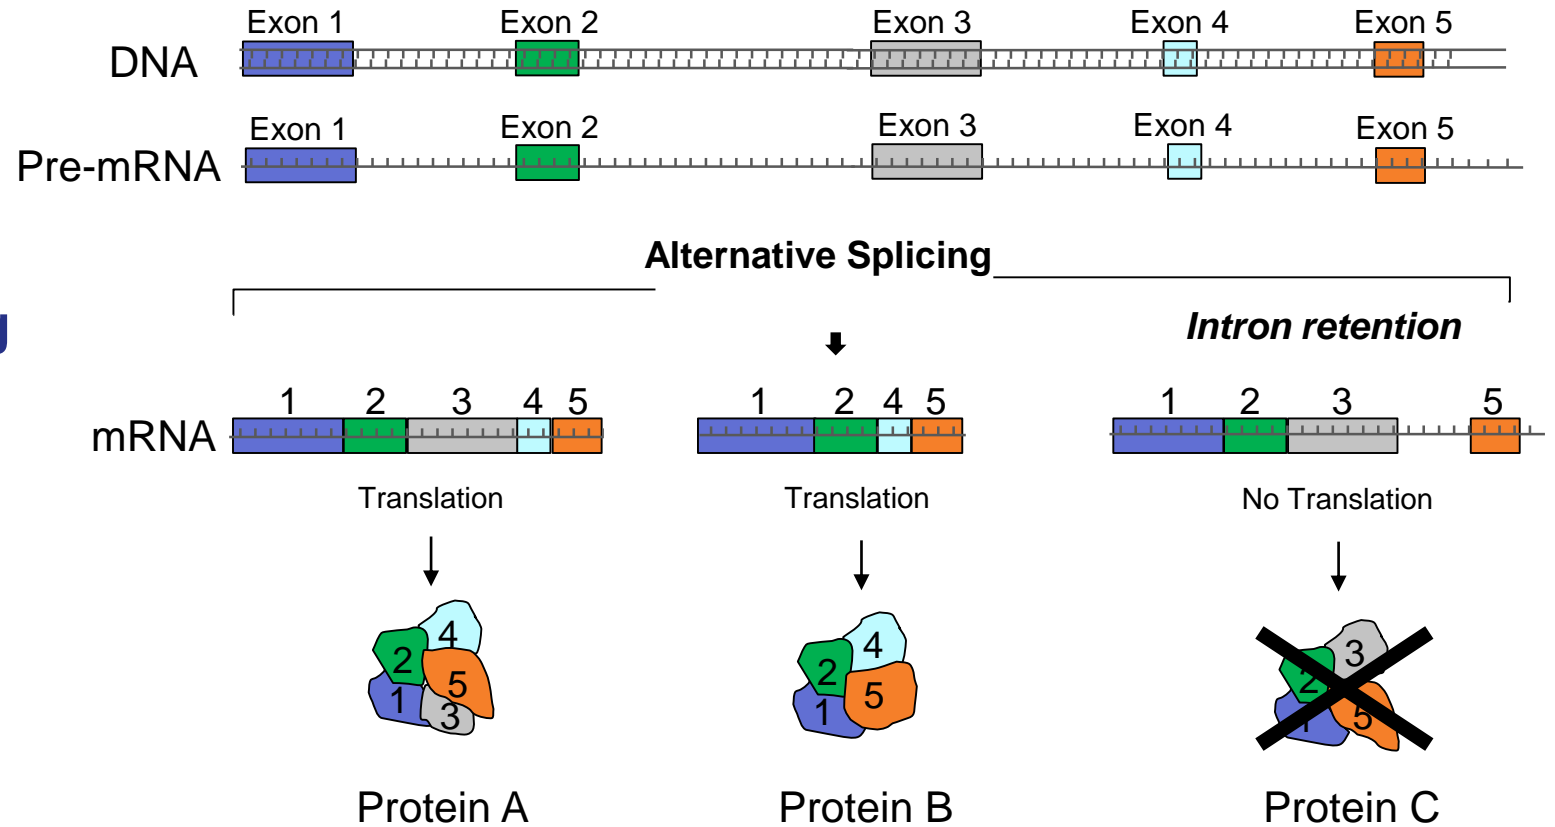 Exon 1 Exon 2 Exon 3 Exon 4 Exon 5
DNA
Exon 1 Exon 2 Exon 3 Exon 4 Exon 5
Pre-mRNA
Alternative Splicing
Intron retention
g
1 2 3 4 5 1 2 4 5 1 2 3 5
mRNA
Translation Translation No Translation
4 4 3
2 2 2
5 5 5
1 1 1
3
Protein A Protein B Protein C